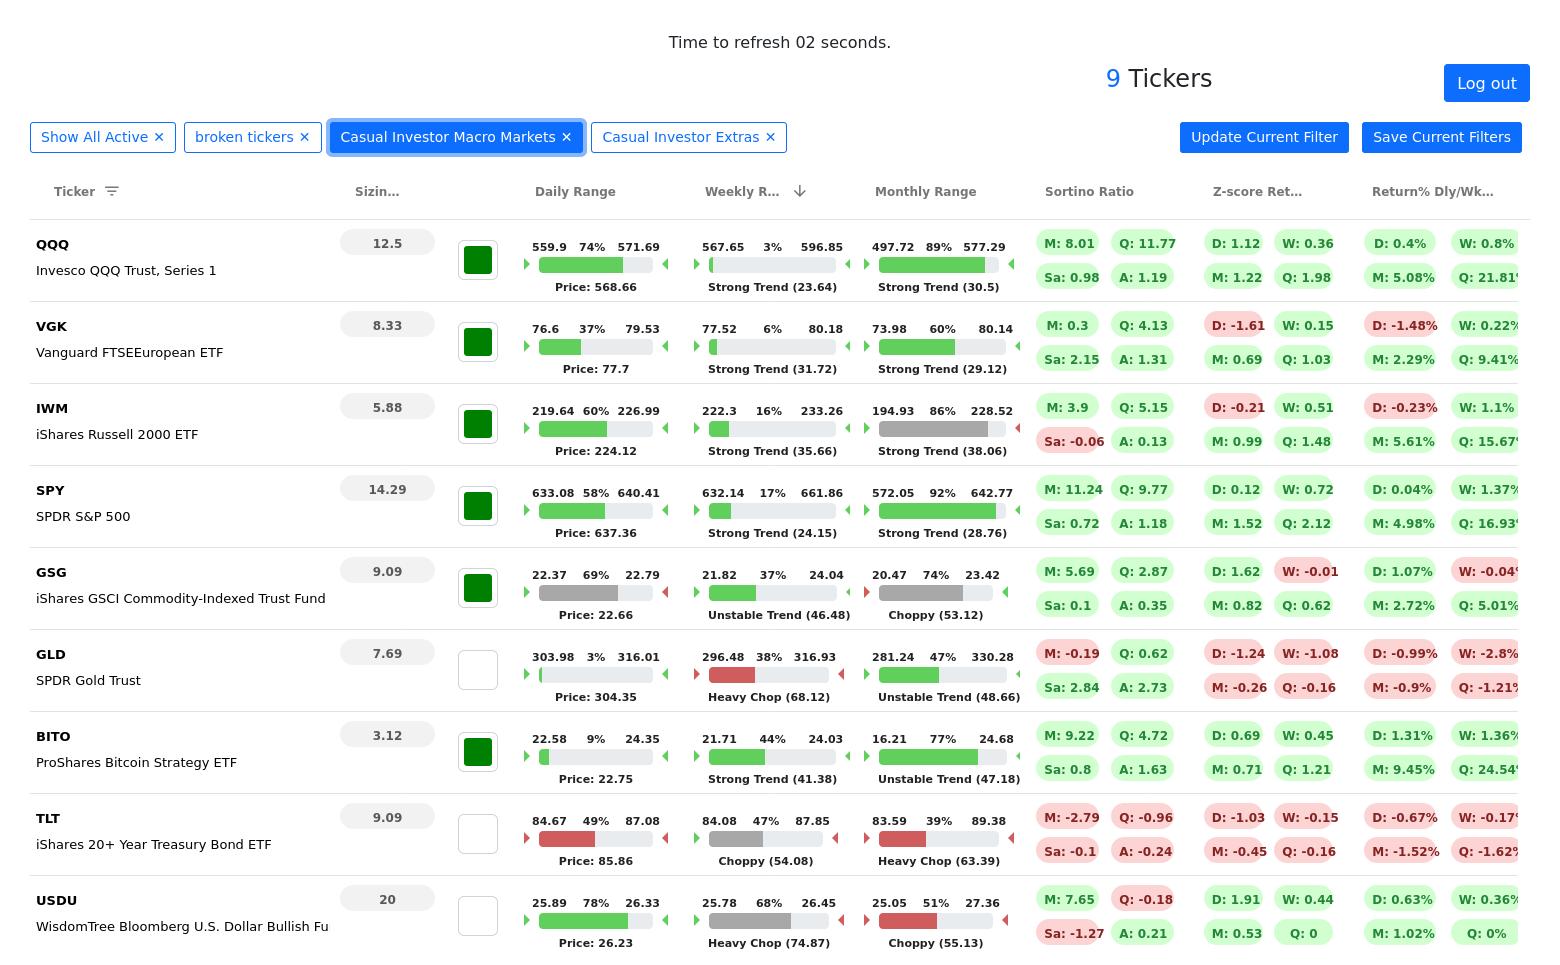 Time to refresh 02 seconds.
9 Tickers
Log out
Show All Active ✕ broken tickers ✕ Casual Investor Macro Markets ✕ Casual Investor Extras ✕ Update Current Filter Save Current Filters
Ticker Sizin... Daily Range Weekly R... Monthly Range Sortino Ratio Z-score Ret... Return% Dly/Wk...
QQQ 12.5 559.9 74% 571.69 567.65 3% 596.85 497.72 89% 577.29 M: 8.01 Q: 11.77 D: 1.12 W: 0.36 D: 0.4% W: 0.8%
Invesco QQQ Trust, Series 1 Price: 568.66 Strong Trend (23.64) Strong Trend (30.5) Sa: 0.98 A: 1.19 M: 1.22 Q: 1.98 M: 5.08% Q: 21.81%
VGK 8.33 76.6 37% 79.53 77.52 6% 80.18 73.98 60% 80.14 M: 0.3 Q: 4.13 D: -1.61 W: 0.15 D: -1.48% W: 0.22%
Vanguard FTSEEuropean ETF Price: 77.7 Strong Trend (31.72) Strong Trend (29.12) Sa: 2.15 A: 1.31 M: 0.69 Q: 1.03 M: 2.29% Q: 9.41%
IWM 5.88 219.64 60% 226.99 222.3 16% 233.26 194.93 86% 228.52 M: 3.9 Q: 5.15 D: -0.21 W: 0.51 D: -0.23% W: 1.1%
iShares Russell 2000 ETF Price: 224.12 Strong Trend (35.66) Strong Trend (38.06) Sa: -0.06 A: 0.13 M: 0.99 Q: 1.48 M: 5.61% Q: 15.67%
SPY 14.29 633.08 58% 640.41 632.14 17% 661.86 572.05 92% 642.77 M: 11.24 Q: 9.77 D: 0.12 W: 0.72 D: 0.04% W: 1.37%
SPDR S&P 500 Price: 637.36 Strong Trend (24.15) Strong Trend (28.76) Sa: 0.72 A: 1.18 M: 1.52 Q: 2.12 M: 4.98% Q: 16.93%
GSG 9.09 22.37 69% 22.79 21.82 37% 24.04 20.47 74% 23.42 M: 5.69 Q: 2.87 D: 1.62 W: -0.01 D: 1.07% W: -0.04%
iShares GSCI Commodity-Indexed Trust Fund Price: 22.66 Unstable Trend (46.48) Choppy (53.12) Sa: 0.1 A: 0.35 M: 0.82 Q: 0.62 M: 2.72% Q: 5.01%
GLD 7.69 303.98 3% 316.01 296.48 38% 316.93 281.24 47% 330.28 M: -0.19 Q: 0.62 D: -1.24 W: -1.08 D: -0.99% W: -2.8%
SPDR Gold Trust Price: 304.35 Heavy Chop (68.12) Unstable Trend (48.66) Sa: 2.84 A: 2.73 M: -0.26 Q: -0.16 M: -0.9% Q: -1.21%
BITO 3.12 22.58 9% 24.35 21.71 44% 24.03 16.21 77% 24.68 M: 9.22 Q: 4.72 D: 0.69 W: 0.45 D: 1.31% W: 1.36%
ProShares Bitcoin Strategy ETF Price: 22.75 Strong Trend (41.38) Unstable Trend (47.18) Sa: 0.8 A: 1.63 M: 0.71 Q: 1.21 M: 9.45% Q: 24.54%
TLT 9.09 84.67 49% 87.08 84.08 47% 87.85 83.59 39% 89.38 M: -2.79 Q: -0.96 D: -1.03 W: -0.15 D: -0.67% W: -0.17%
iShares 20+ Year Treasury Bond ETF Price: 85.86 Choppy (54.08) Heavy Chop (63.39) Sa: -0.1 A: -0.24 M: -0.45 Q: -0.16 M: -1.52% Q: -1.62%
USDU 20 25.89 78% 26.33 25.78 68% 26.45 25.05 51% 27.36 M: 7.65 Q: -0.18 D: 1.91 W: 0.44 D: 0.63% W: 0.36%
WisdomTree Bloomberg U.S. Dollar Bullish Fu Price: 26.23 Heavy Chop (74.87) Choppy (55.13) Sa: -1.27 A: 0.21 M: 0.53 Q: 0 M: 1.02% Q: 0%